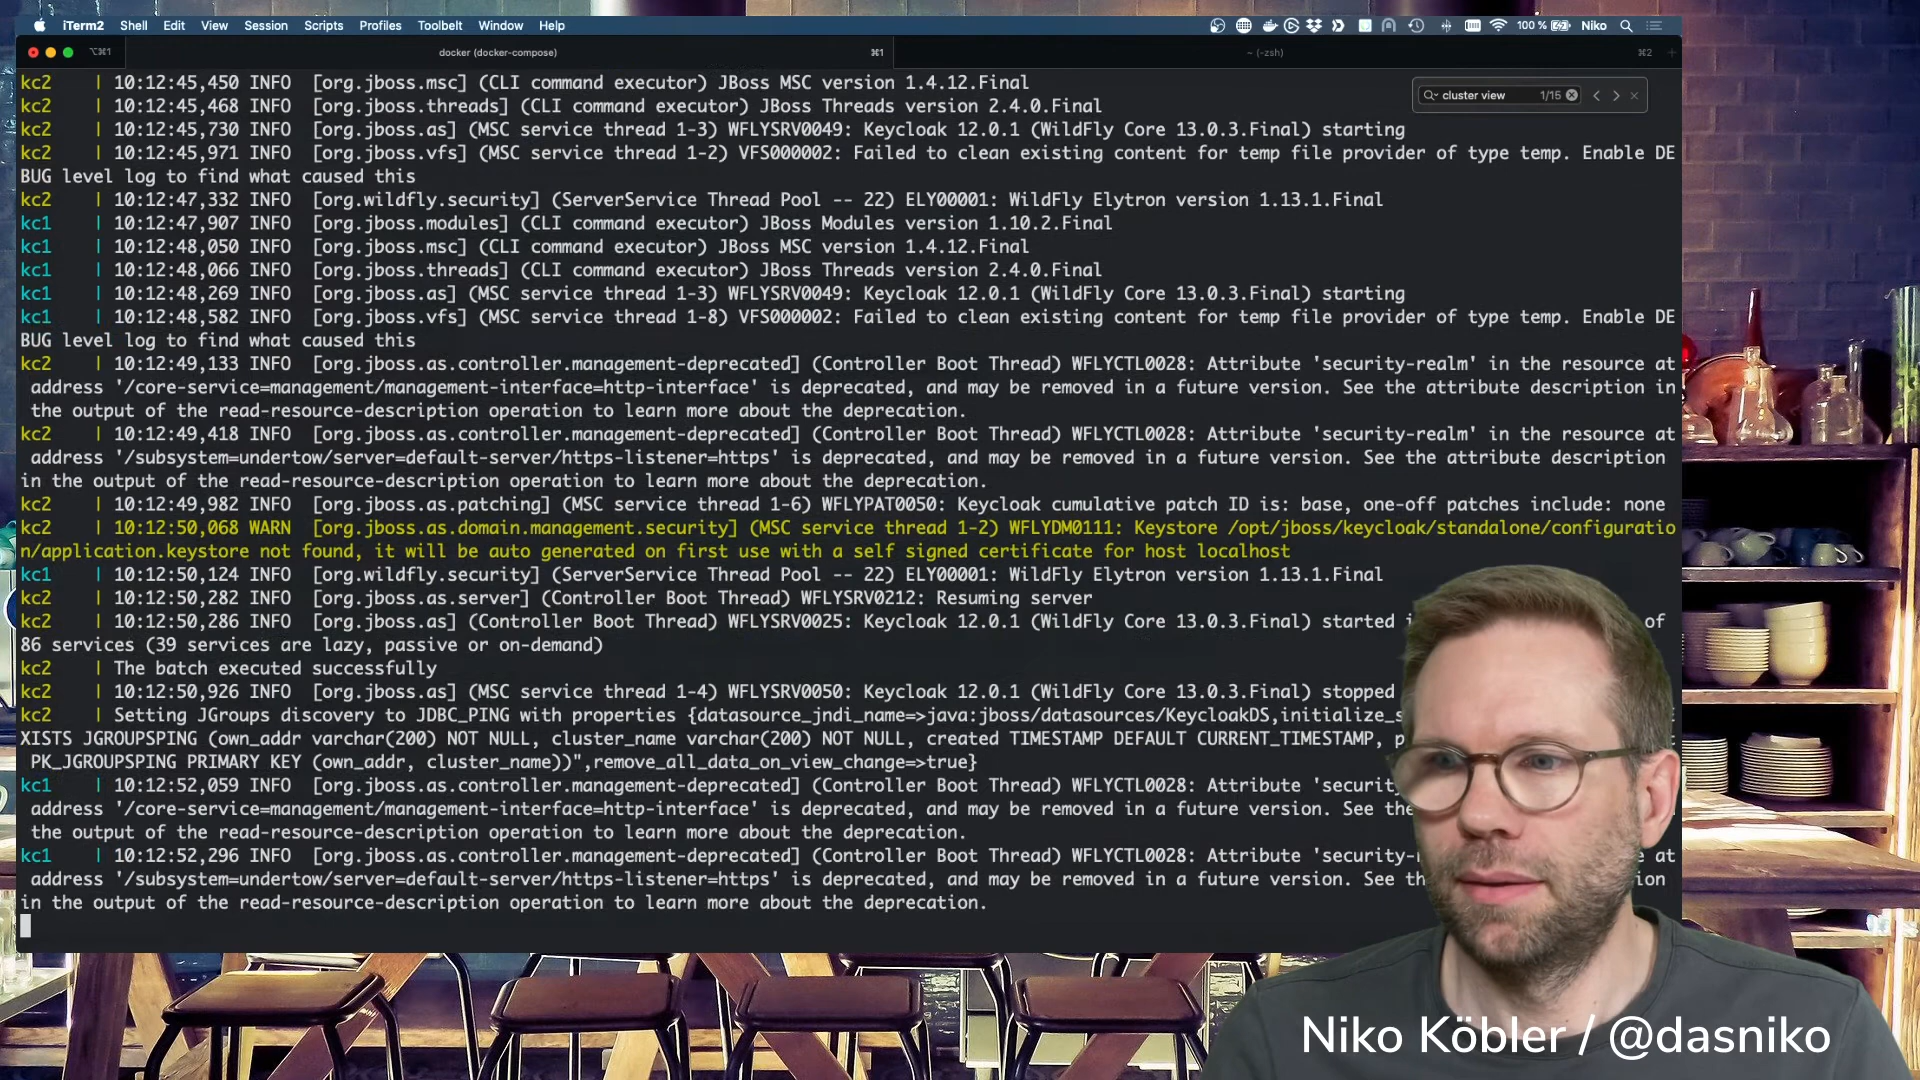 iTerm2 Shell Edit View Session Scripts Profiles Toolbelt Window Help 100 % Niko
⌥⌘1 docker (docker-compose) ⌘1 ~ (-zsh) ⌘2 +
cluster view 1/15
kc2 | 10:12:45,450 INFO [org.jboss.msc] (CLI command executor) JBoss MSC version 1.4.12.Final
kc2 | 10:12:45,468 INFO [org.jboss.threads] (CLI command executor) JBoss Threads version 2.4.0.Final
kc2 | 10:12:45,730 INFO [org.jboss.as] (MSC service thread 1-3) WFLYSRV0049: Keycloak 12.0.1 (WildFly Core 13.0.3.Final) starting
kc2 | 10:12:45,971 INFO [org.jboss.vfs] (MSC service thread 1-2) VFS000002: Failed to clean existing content for temp file provider of type temp. Enable DE
BUG level log to find what caused this
kc2 | 10:12:47,332 INFO [org.wildfly.security] (ServerService Thread Pool -- 22) ELY00001: WildFly Elytron version 1.13.1.Final
kc1 | 10:12:47,907 INFO [org.jboss.modules] (CLI command executor) JBoss Modules version 1.10.2.Final
kc1 | 10:12:48,050 INFO [org.jboss.msc] (CLI command executor) JBoss MSC version 1.4.12.Final
kc1 | 10:12:48,066 INFO [org.jboss.threads] (CLI command executor) JBoss Threads version 2.4.0.Final
kc1 | 10:12:48,269 INFO [org.jboss.as] (MSC service thread 1-3) WFLYSRV0049: Keycloak 12.0.1 (WildFly Core 13.0.3.Final) starting
kc1 | 10:12:48,582 INFO [org.jboss.vfs] (MSC service thread 1-8) VFS000002: Failed to clean existing content for temp file provider of type temp. Enable DE
BUG level log to find what caused this
kc2 | 10:12:49,133 INFO [org.jboss.as.controller.management-deprecated] (Controller Boot Thread) WFLYCTL0028: Attribute 'security-realm' in the resource at
address '/core-service=management/management-interface=http-interface' is deprecated, and may be removed in a future version. See the attribute description in
the output of the read-resource-description operation to learn more about the deprecation.
kc2 | 10:12:49,418 INFO [org.jboss.as.controller.management-deprecated] (Controller Boot Thread) WFLYCTL0028: Attribute 'security-realm' in the resource at
address '/subsystem=undertow/server=default-server/https-listener=https' is deprecated, and may be removed in a future version. See the attribute description
in the output of the read-resource-description operation to learn more about the deprecation.
kc2 | 10:12:49,982 INFO [org.jboss.as.patching] (MSC service thread 1-6) WFLYPAT0050: Keycloak cumulative patch ID is: base, one-off patches include: none
kc2 | 10:12:50,068 WARN [org.jboss.as.domain.management.security] (MSC service thread 1-2) WFLYDM0111: Keystore /opt/jboss/keycloak/standalone/configuratio
n/application.keystore not found, it will be auto generated on first use with a self signed certificate for host localhost
kc1 | 10:12:50,124 INFO [org.wildfly.security] (ServerService Thread Pool -- 22) ELY00001: WildFly Elytron version 1.13.1.Final
kc2 | 10:12:50,282 INFO [org.jboss.as.server] (Controller Boot Thread) WFLYSRV0212: Resuming server
kc2 | 10:12:50,286 INFO [org.jboss.as] (Controller Boot Thread) WFLYSRV0025: Keycloak 12.0.1 (WildFly Core 13.0.3.Final) started of
86 services (39 services are lazy, passive or on-demand)
kc2 | The batch executed successfully
kc2 | 10:12:50,926 INFO [org.jboss.as] (MSC service thread 1-4) WFLYSRV0050: Keycloak 12.0.1 (WildFly Core 13.0.3.Final) stopped
kc2 | Setting JGroups discovery to JDBC_PING with properties {datasource_jndi_name=>java:jboss/datasources/KeycloakDS,initialize_s
XISTS JGROUPSPING (own_addr varchar(200) NOT NULL, cluster_name varchar(200) NOT NULL, created TIMESTAMP DEFAULT CURRENT_TIMESTAMP,
PK_JGROUPSPING PRIMARY KEY (own_addr, cluster_name))",remove_all_data_on_view_change=>true}
kc1 | 10:12:52,059 INFO [org.jboss.as.controller.management-deprecated] (Controller Boot Thread) WFLYCTL0028: Attribute 'security
address '/core-service=management/management-interface=http-interface' is deprecated, and may be removed in a future version. See the
the output of the read-resource-description operation to learn more about the deprecation.
kc1 | 10:12:52,296 INFO [org.jboss.as.controller.management-deprecated] (Controller Boot Thread) WFLYCTL0028: Attribute 'security- at
address '/subsystem=undertow/server=default-server/https-listener=https' is deprecated, and may be removed in a future version. See th ion
in the output of the read-resource-description operation to learn more about the deprecation.
Niko Köbler / @dasniko